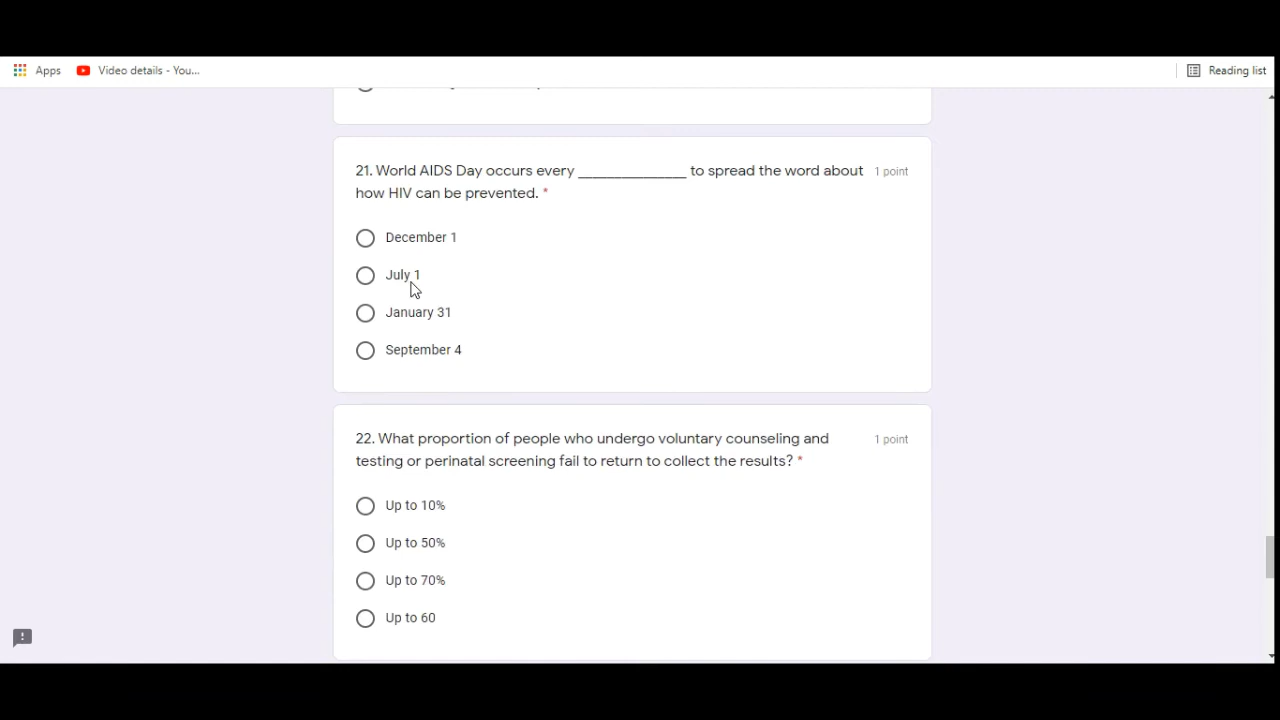 Apps Video details - You... Reading list
21. World AIDS Day occurs every _______________ to spread the word about 1 point
how HIV can be prevented. *
December 1
July 1
January 31
September 4
22. What proportion of people who undergo voluntary counseling and 1 point
testing or perinatal screening fail to return to collect the results? *
Up to 10%
Up to 50%
Up to 70%
Up to 60